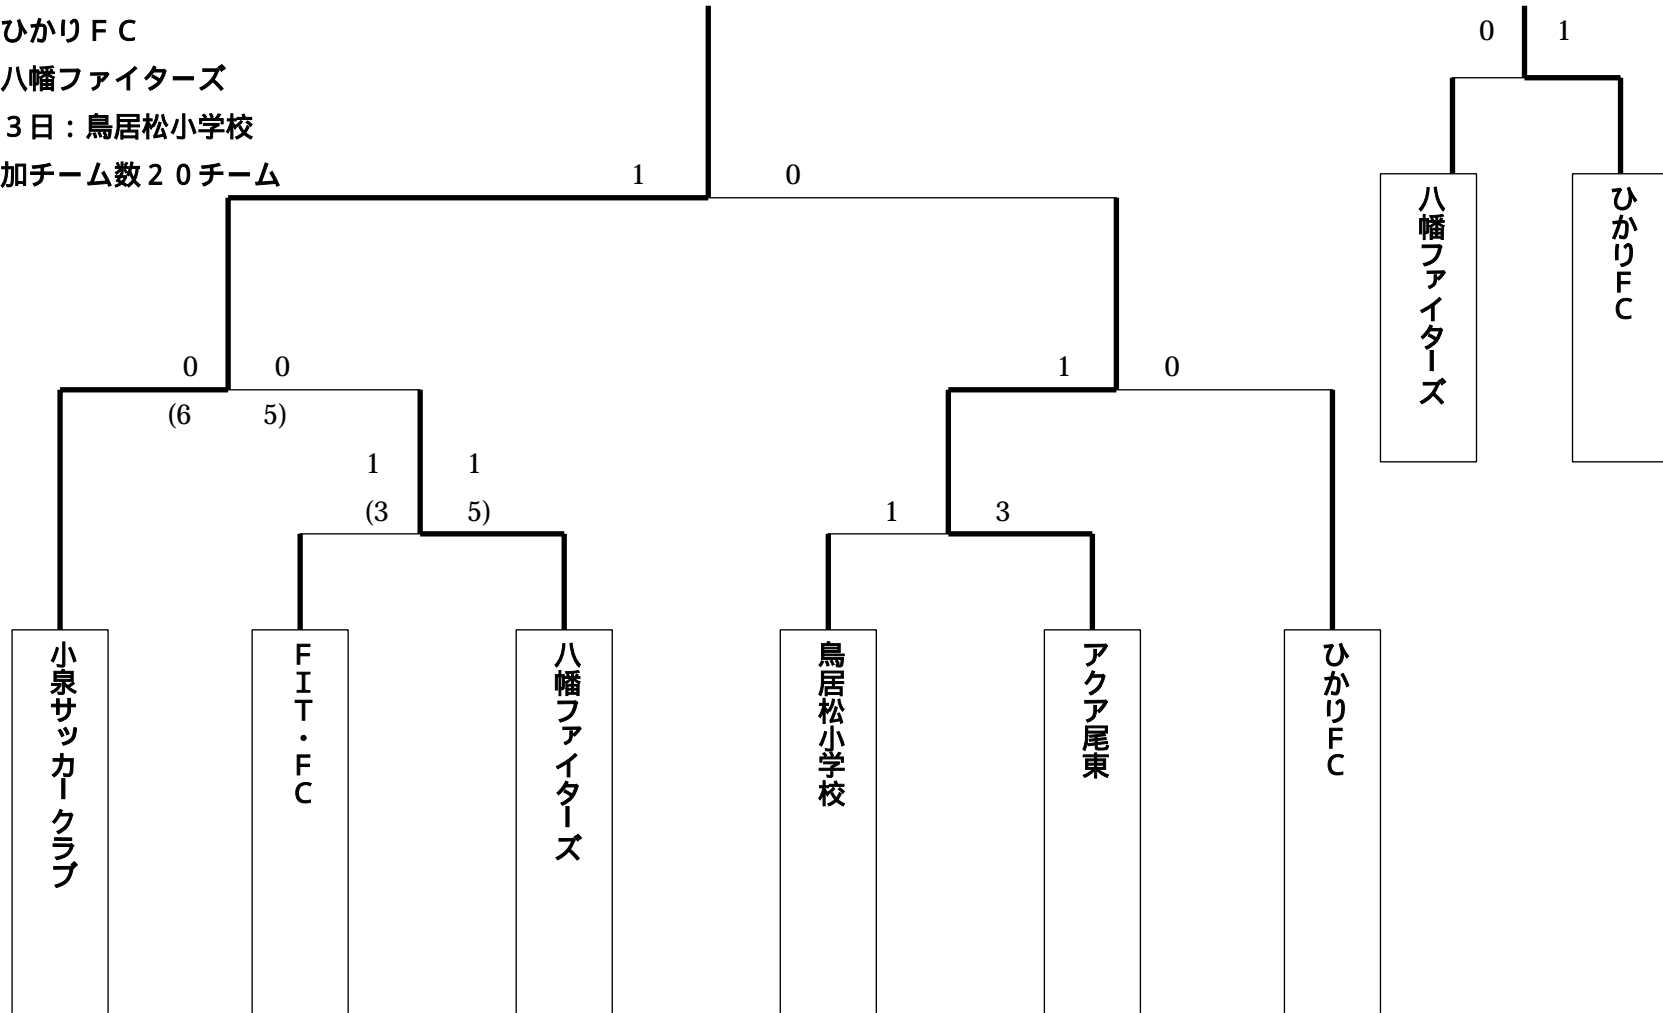 ひかりＦＣ
八幡ファイターズ
３日：鳥居松小学校
加チーム数２０チーム
0 1
1 0
八幡ファイターズ
ひかりＦＣ
0 0
(6 5)
1 0
1 1
(3 5)
1 3
小泉サッカークラブ
ＦＩＴ・ＦＣ
八幡ファイターズ
鳥居松小学校
アクア尾東
ひかりＦＣ